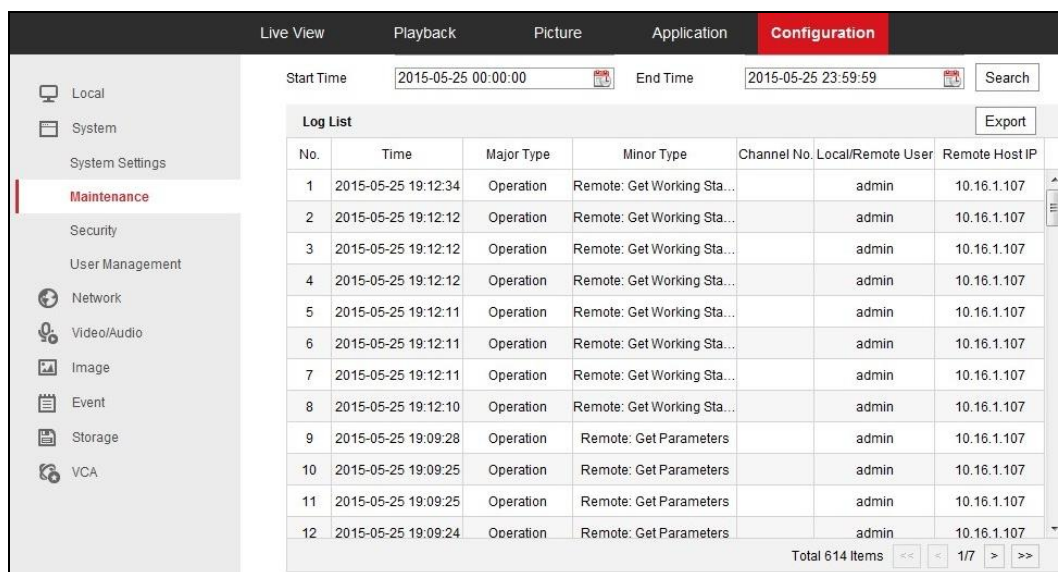 Live View Playback Picture Application Configuration
Start Time 2015-05-25 00:00:00 End Time 2015-05-25 23:59:59 Search
Local
System
System Settings
Maintenance
Security
User Management
Network
Video/Audio
Image
Event
Storage
VCA
Log List Export
No. Time Major Type Minor Type Channel No. Local/Remote User Remote Host IP
1 2015-05-25 19:12:34 Operation Remote: Get Working Sta... admin 10.16.1.107
2 2015-05-25 19:12:12 Operation Remote: Get Working Sta... admin 10.16.1.107
3 2015-05-25 19:12:12 Operation Remote: Get Working Sta... admin 10.16.1.107
4 2015-05-25 19:12:12 Operation Remote: Get Working Sta... admin 10.16.1.107
5 2015-05-25 19:12:11 Operation Remote: Get Working Sta... admin 10.16.1.107
6 2015-05-25 19:12:11 Operation Remote: Get Working Sta... admin 10.16.1.107
7 2015-05-25 19:12:11 Operation Remote: Get Working Sta... admin 10.16.1.107
8 2015-05-25 19:12:10 Operation Remote: Get Working Sta... admin 10.16.1.107
9 2015-05-25 19:09:28 Operation Remote: Get Parameters admin 10.16.1.107
10 2015-05-25 19:09:25 Operation Remote: Get Parameters admin 10.16.1.107
11 2015-05-25 19:09:25 Operation Remote: Get Parameters admin 10.16.1.107
12 2015-05-25 19:09:24 Operation Remote: Get Parameters admin 10.16.1.107
Total 614 Items << < 1/7 > >>